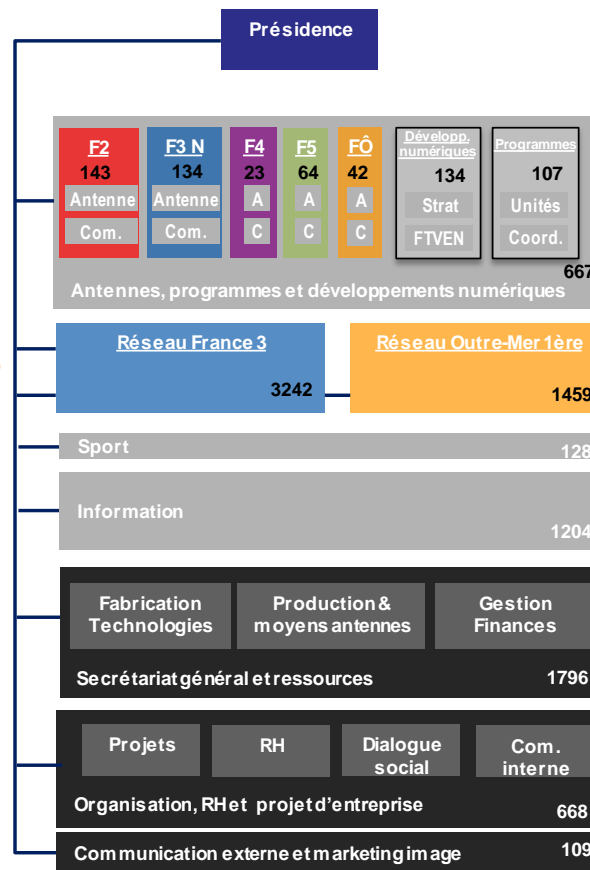 Présidence
F2
143
Antenne
Com.
F3 N
134
Antenne
Com.
F4
23
A
C
F5
64
A
C
FÔ
42
A
C
Développ.
numériques
134
Strat
FTVEN
Programmes
107
Unités
Coord.
667
Antennes, programmes et développements numériques
Réseau France 3
3242
Réseau Outre-Mer 1ère
1459
Sport
128
Information
1204
Fabrication
Technologies
Production &
moyens antennes
Gestion
Finances
Secrétariat général et ressources
1796
Projets
RH
Dialogue
social
Com.
interne
Organisation, RH et projet d'entreprise
668
Communication externe et marketing image
109